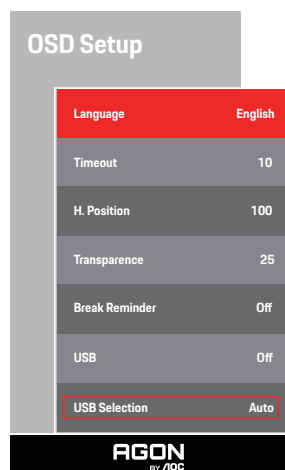 OSD Setup
Language English
Timeout 10
H. Position 100
Transparence 25
Break Reminder Off
USB Off
USB Selection Auto
AGON
BY AOC